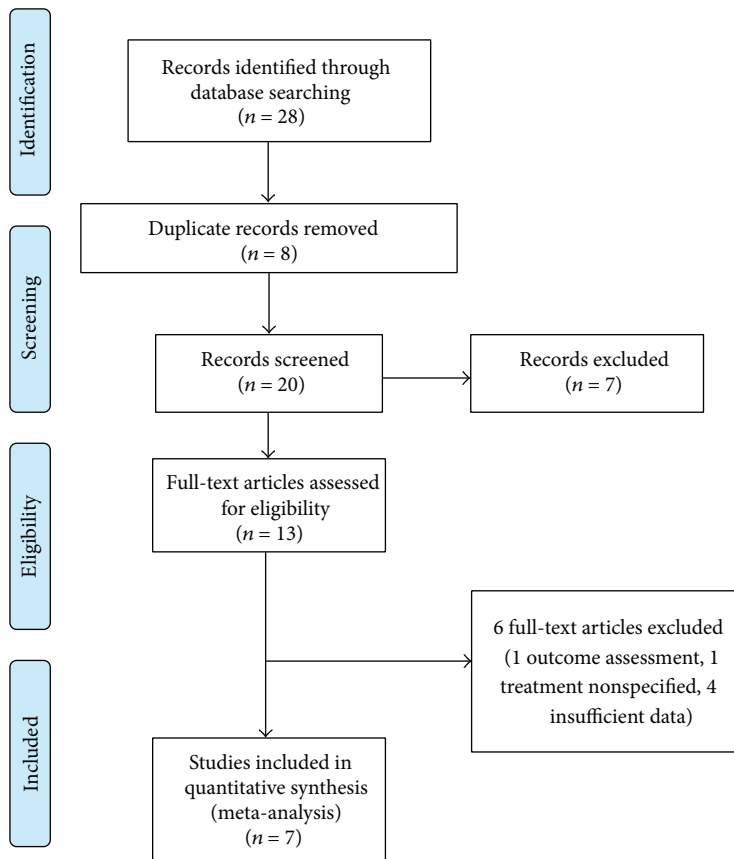 Identification
Records identified through
database searching
(n = 28)
Duplicate records removed
(n = 8)
Screening
Records screened
(n = 20)
Records excluded
(n = 7)
Eligibility
Full-text articles assessed
for eligibility
(n = 13)
6 full-text articles excluded
(1 outcome assessment, 1
treatment nonspecified, 4
insufficient data)
Included
Studies included in
quantitative synthesis
(meta-analysis)
(n = 7)